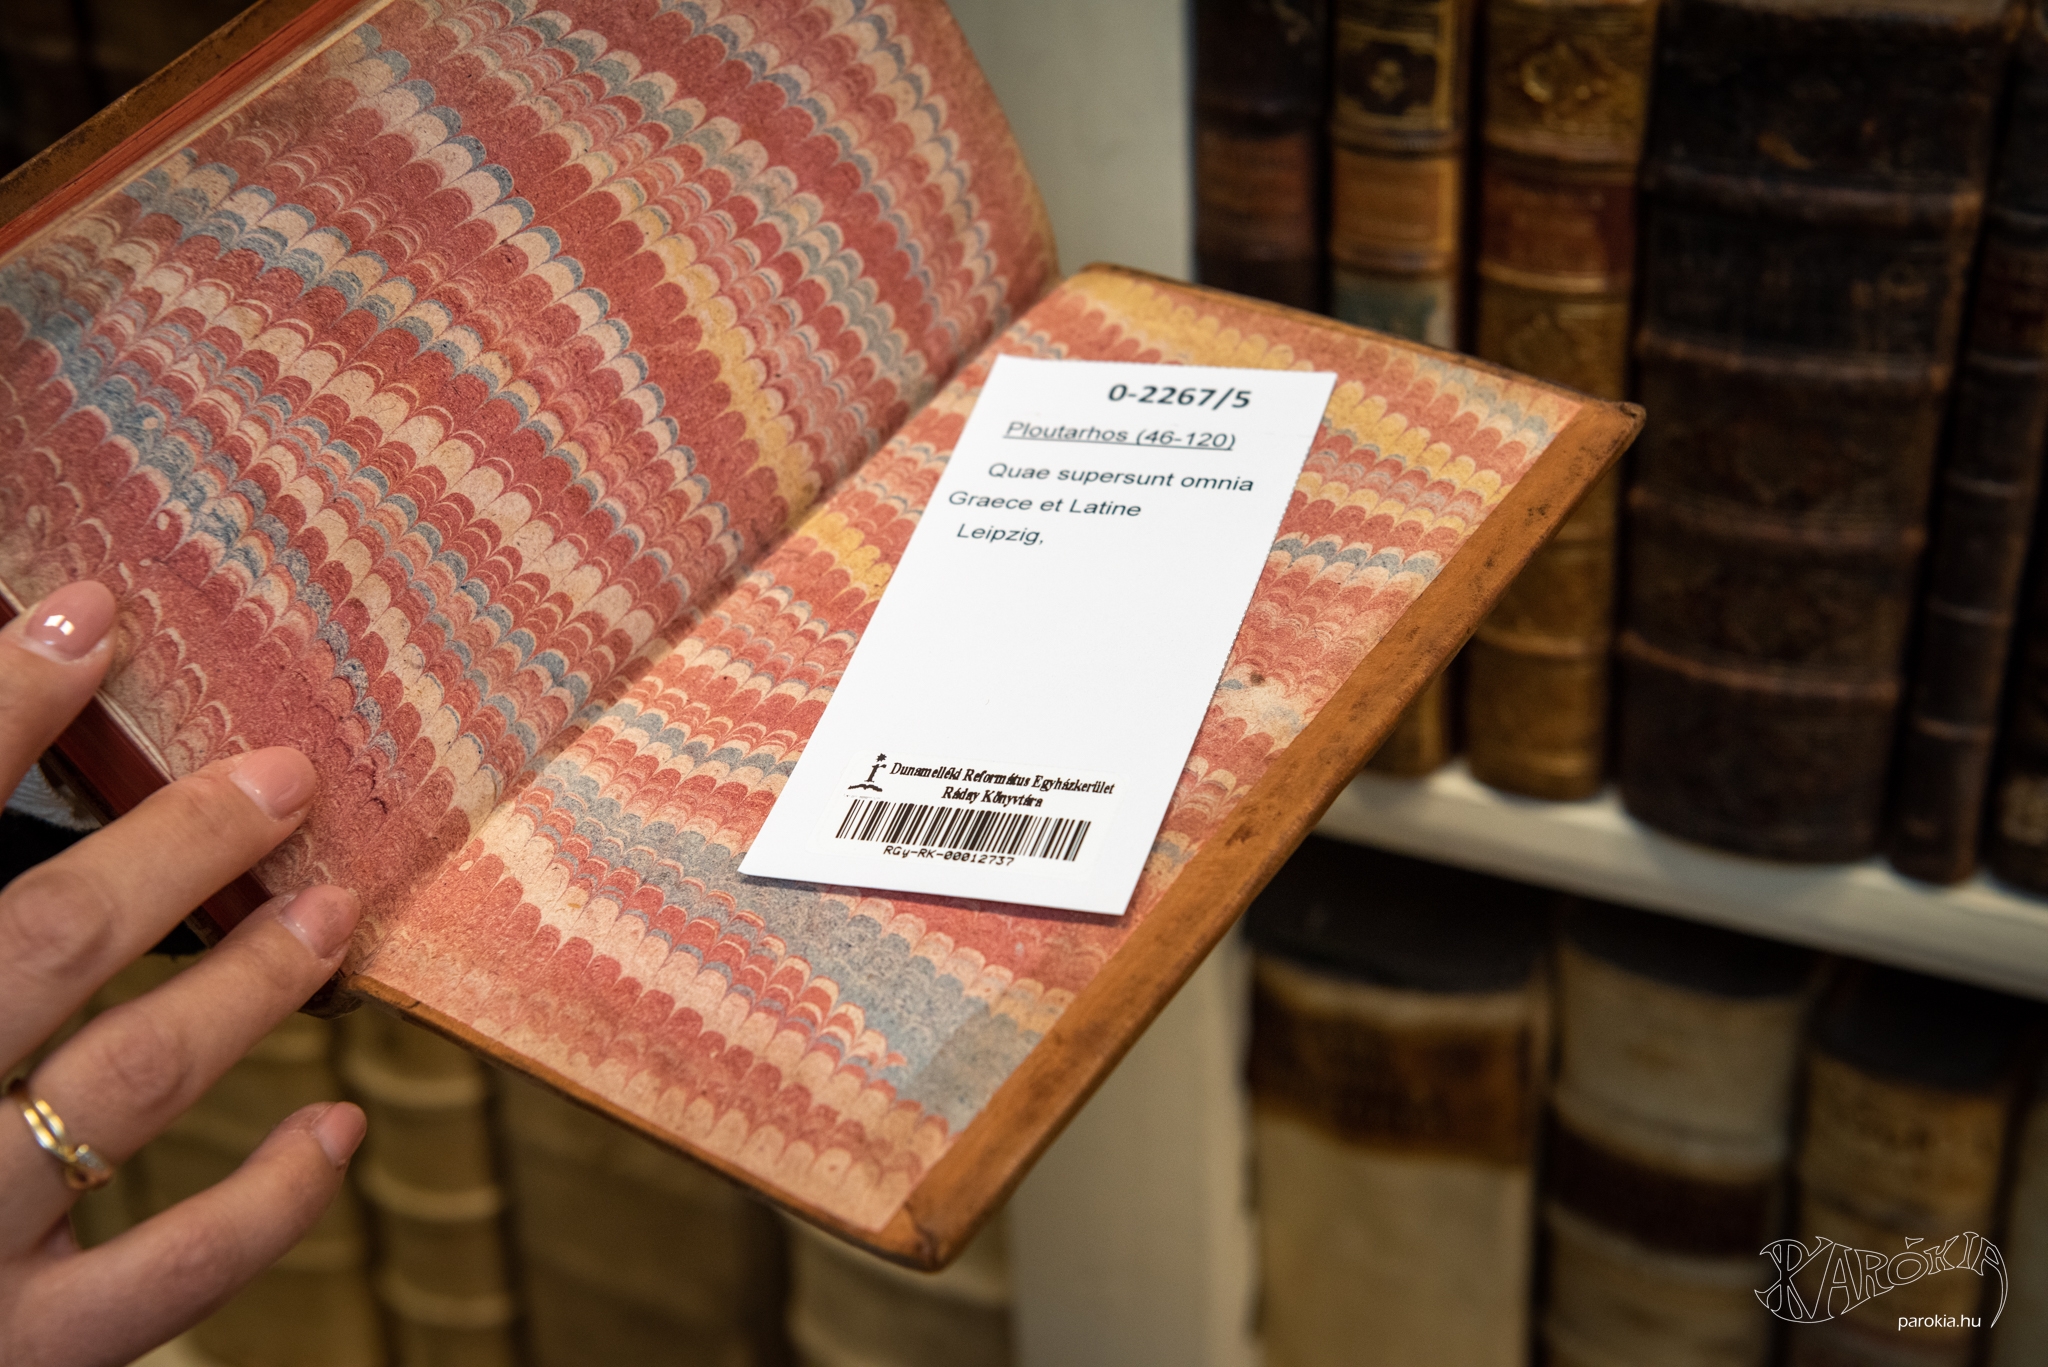 0-2267/5
Ploutarhos (46-120)
Quae supersunt omnia
Graece et Latine
Leipzig,
Dunamelléki Református Egyházkerület
Ráday Könyvtára
RGy-RK-00012737
PARÓKIA
parokia.hu